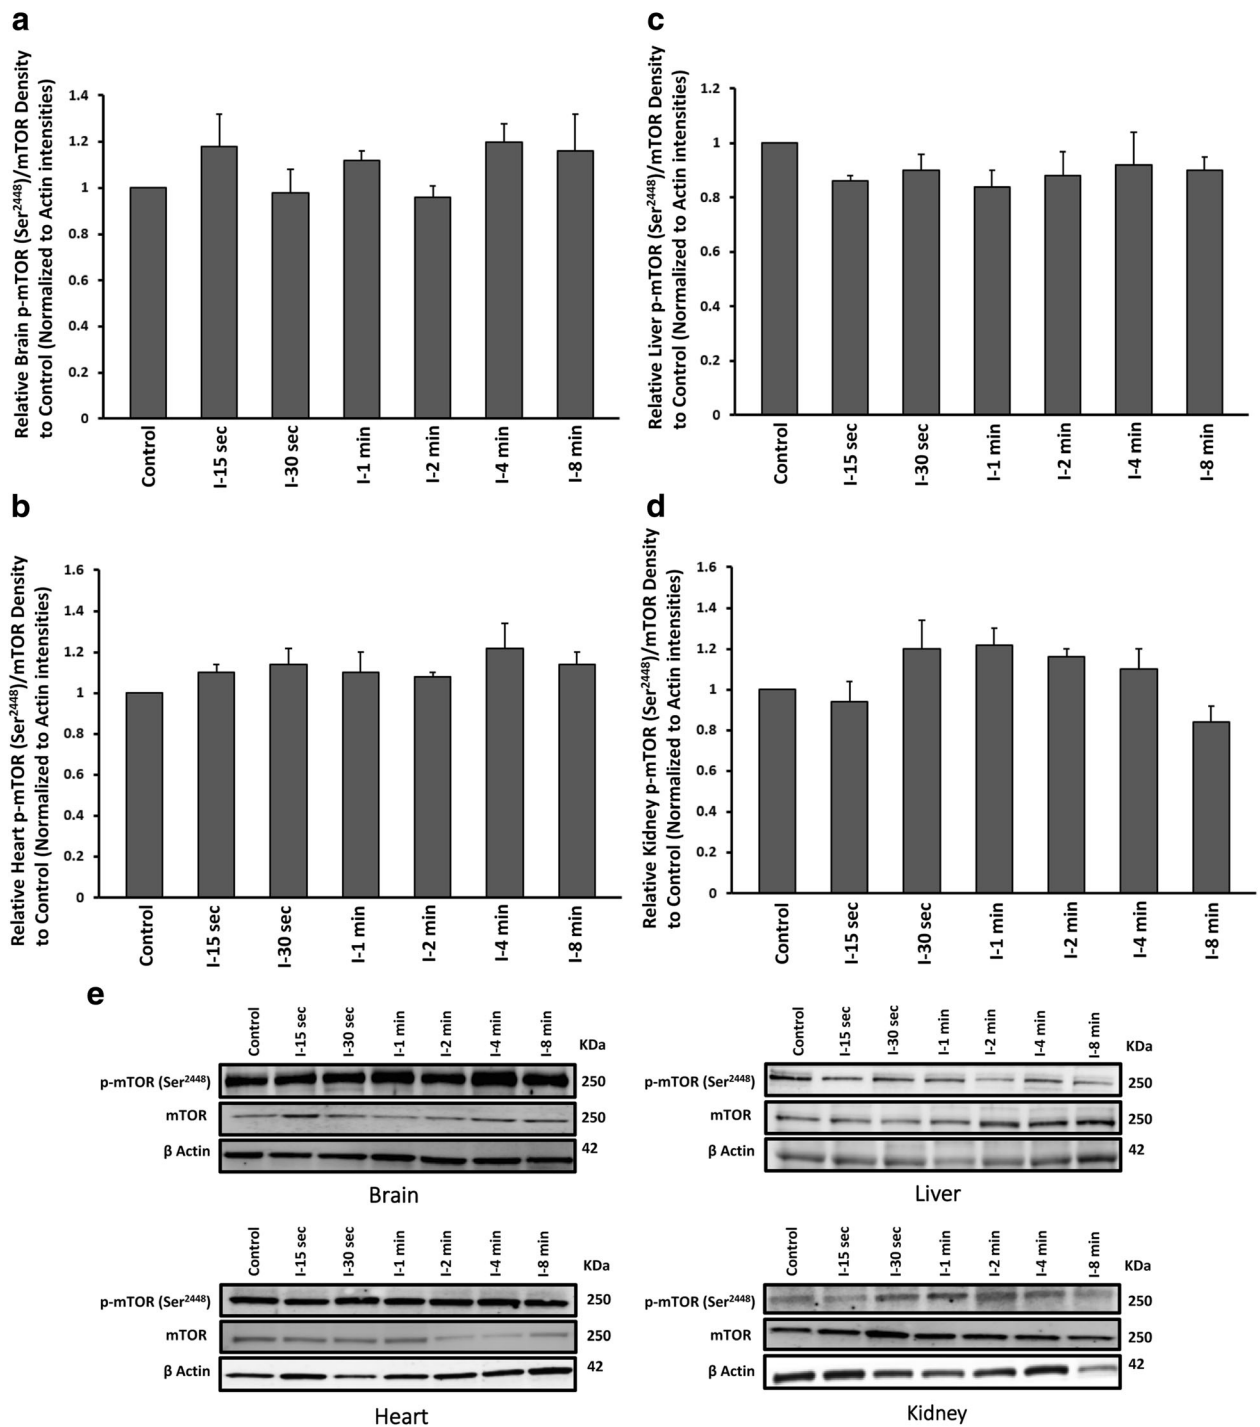 a
Relative Brain p-mTOR (Ser2448)/mTOR Density
to Control (Normalized to Actin intensities)
1.4
1.2
1
0.8
0.6
0.4
0.2
0
Control
I-15 sec
I-30 sec
I-1 min
I-2 min
I-4 min
I-8 min
c
Relative Liver p-mTOR (Ser2448)/mTOR Density
to Control (Normalized to Actin intensities)
1.2
1
0.8
0.6
0.4
0.2
0
Control
I-15 sec
I-30 sec
I-1 min
I-2 min
I-4 min
I-8 min
b
Relative Heart p-mTOR (Ser2448)/mTOR Density
to Control (Normalized to Actin intensities)
1.6
1.4
1.2
1
0.8
0.6
0.4
0.2
0
Control
I-15 sec
I-30 sec
I-1 min
I-2 min
I-4 min
I-8 min
d
Relative Kidney p-mTOR (Ser2448)/mTOR Density
to Control (Normalized to Actin intensities)
1.6
1.4
1.2
1
0.8
0.6
0.4
0.2
0
Control
I-15 sec
I-30 sec
I-1 min
I-2 min
I-4 min
I-8 min
e
Control
I-15 sec
I-30 sec
I-1 min
I-2 min
I-4 min
I-8 min
KDa
p-mTOR (Ser2448)
250
mTOR
250
β Actin
42
Brain
Control
I-15 sec
I-30 sec
I-1 min
I-2 min
I-4 min
I-8 min
KDa
p-mTOR (Ser2448)
250
mTOR
250
β Actin
42
Liver
Control
I-15 sec
I-30 sec
I-1 min
I-2 min
I-4 min
I-8 min
KDa
p-mTOR (Ser2448)
250
mTOR
250
β Actin
42
Heart
Control
I-15 sec
I-30 sec
I-1 min
I-2 min
I-4 min
I-8 min
KDa
p-mTOR (Ser2448)
250
mTOR
250
β Actin
42
Kidney